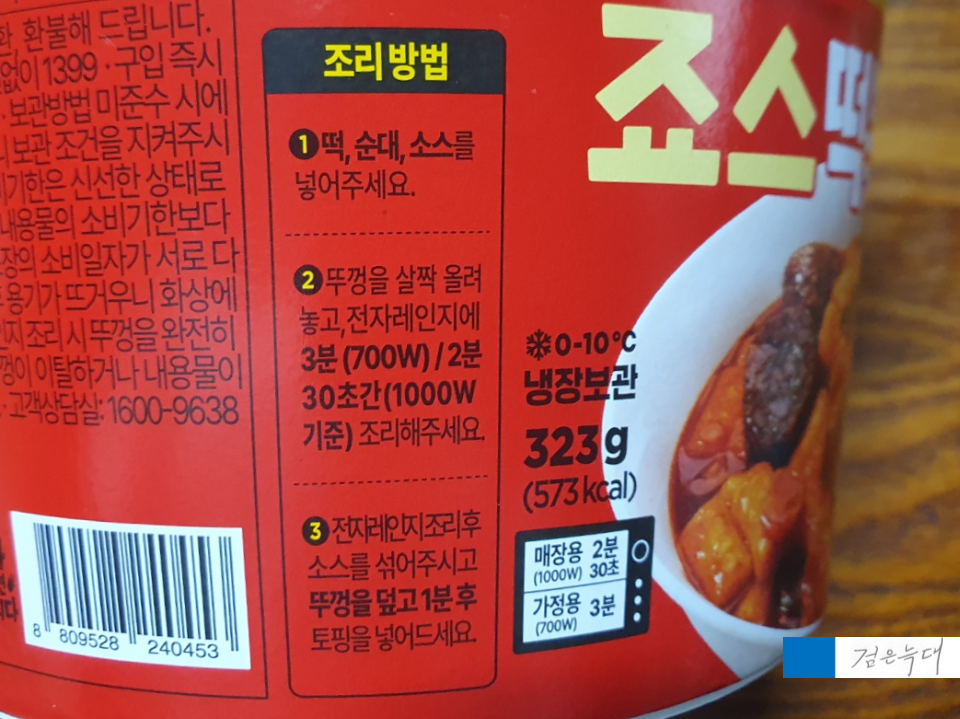 환불해 드립니다.
없이 1399 · 구입 즉시
· 보관방법 미준수 시에
보관 조건을 지켜주시
기한은 신선한 상태로
내용물의 소비기한보다
장의 소비일자가 서로 다
용기가 뜨거우니 화상에
조리 시 뚜껑을 완전히
이탈하거나 내용물이
· 고객상담실: 1600-9638
8 809528 240453
조리방법
1 떡, 순대, 소스를
넣어주세요.
2 뚜껑을 살짝 올려
놓고, 전자레인지에
3분 (700W) / 2분
30초간 (1000W
기준) 조리해주세요.
3 전자레인지 조리 후
소스를 섞어주시고
뚜껑을 덮고 1분 후
토핑을 넣어드세요.
죠스떡
0-10℃
냉장보관
323g
(573 kcal)
매장용 2분
(1000W) 30초
가정용 3분
(700W)
검은늑대